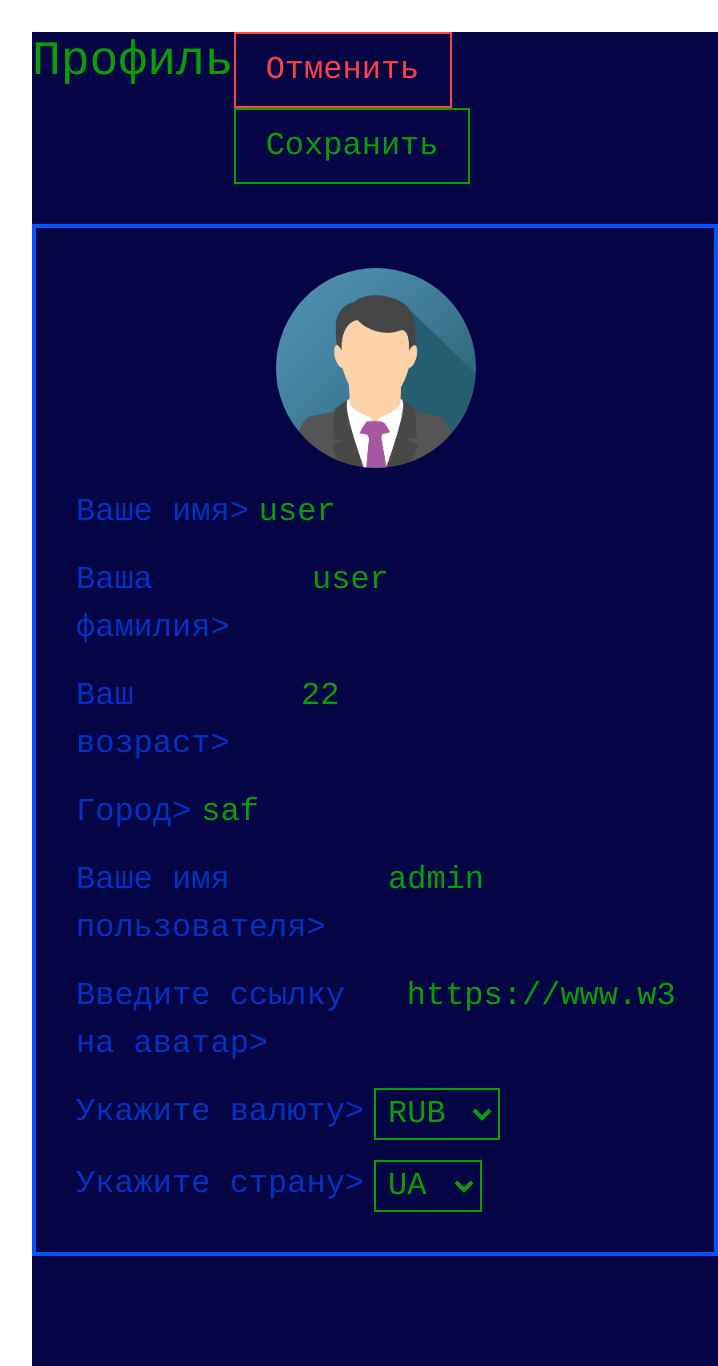 Профиль Отменить
Сохранить
Ваше имя> user
Ваша user
фамилия>
Ваш 22
возраст>
Город> saf
Ваше имя admin
пользователя>
Введите ссылку https://www.w3
на аватар>
Укажите валюту> RUB
Укажите страну> UA